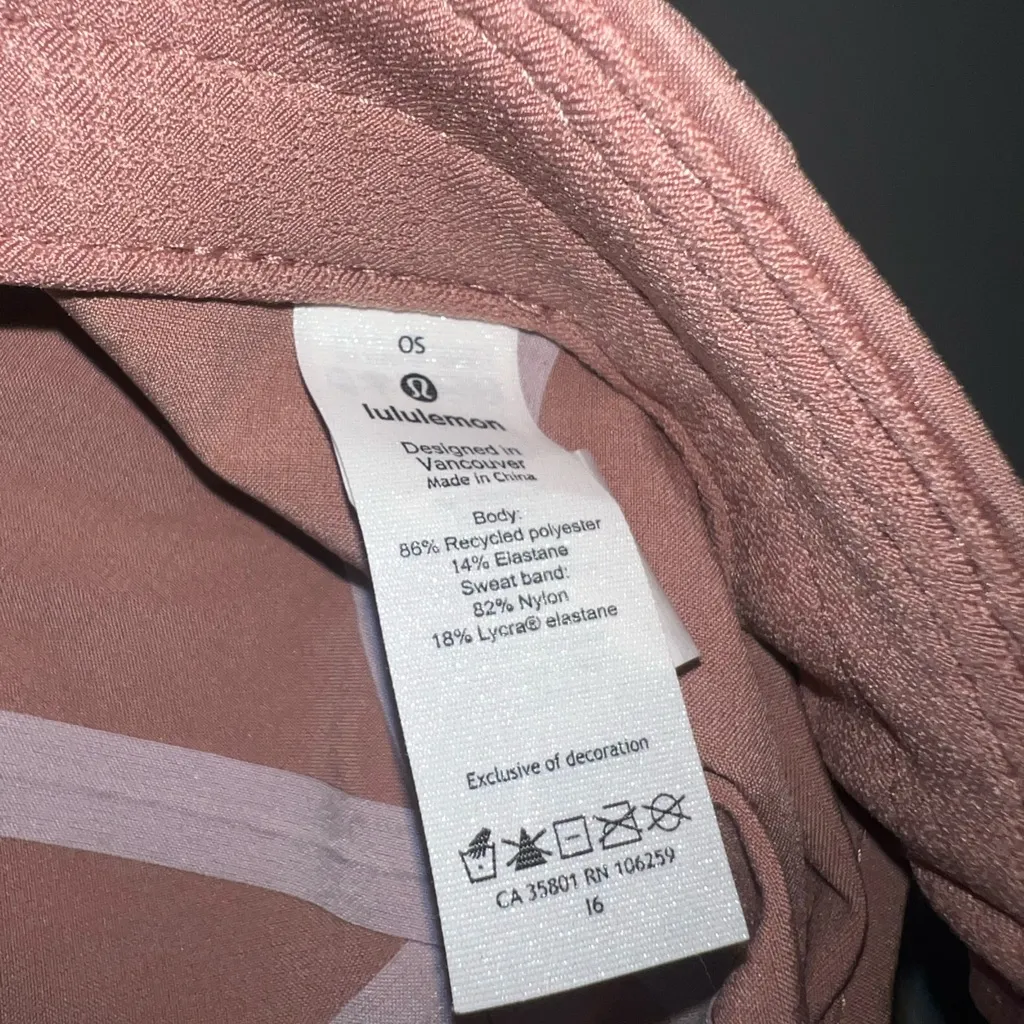 OS
lululemon
Designed in
Vancouver
Made in China
Body:
86% Recycled polyester
14% Elastane
Sweat band:
82% Nylon
18% Lycra® elastane
Exclusive of decoration
CA 35801 RN 106259
16